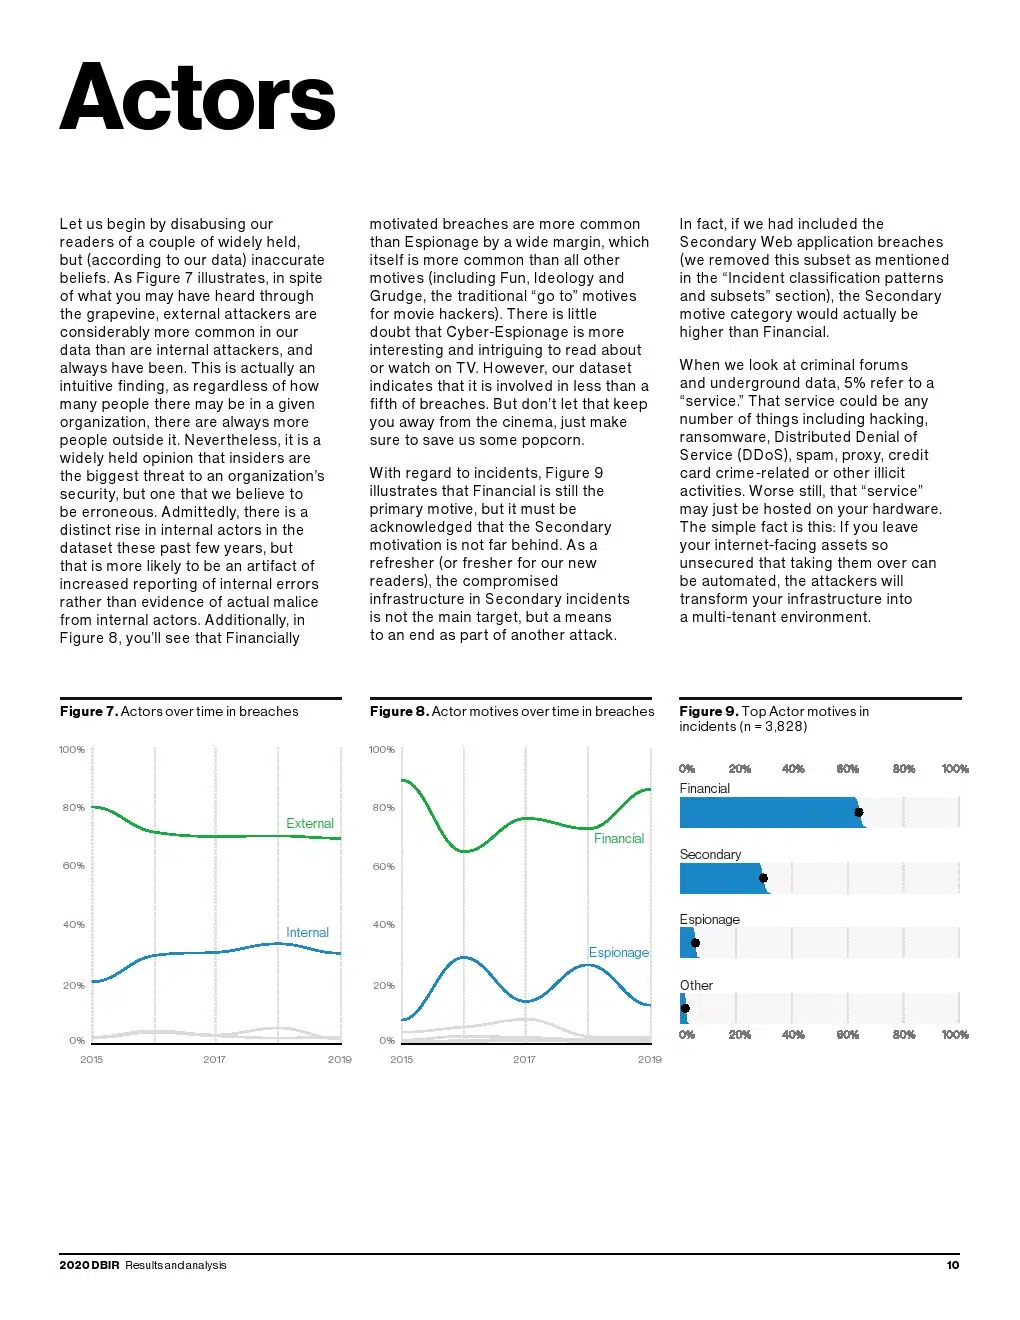 Actors
Let us begin by disabusing our
readers of a couple of widely held,
but (according to our data) inaccurate
beliefs. As Figure 7 illustrates, in spite
of what you may have heard through
the grapevine, external attackers are
considerably more common in our
data than are internal attackers, and
always have been. This is actually an
intuitive finding, as regardless of how
many people there may be in a given
organization, there are always more
people outside it. Nevertheless, it is a
widely held opinion that insiders are
the biggest threat to an organization’s
security, but one that we believe to
be erroneous. Admittedly, there is a
distinct rise in internal actors in the
dataset these past few years, but
that is more likely to be an artifact of
increased reporting of internal errors
rather than evidence of actual malice
from internal actors. Additionally, in
Figure 8, you’ll see that Financially
motivated breaches are more common
than Espionage by a wide margin, which
itself is more common than all other
motives (including Fun, Ideology and
Grudge, the traditional “go to” motives
for movie hackers). There is little
doubt that Cyber-Espionage is more
interesting and intriguing to read about
or watch on TV. However, our dataset
indicates that it is involved in less than a
fifth of breaches. But don’t let that keep
you away from the cinema, just make
sure to save us some popcorn.
With regard to incidents, Figure 9
illustrates that Financial is still the
primary motive, but it must be
acknowledged that the Secondary
motivation is not far behind. As a
refresher (or fresher for our new
readers), the compromised
infrastructure in Secondary incidents
is not the main target, but a means
to an end as part of another attack.
In fact, if we had included the
Secondary Web application breaches
(we removed this subset as mentioned
in the “Incident classification patterns
and subsets” section), the Secondary
motive category would actually be
higher than Financial.
When we look at criminal forums
and underground data, 5% refer to a
“service.” That service could be any
number of things including hacking,
ransomware, Distributed Denial of
Service (DDoS), spam, proxy, credit
card crime-related or other illicit
activities. Worse still, that “service”
may just be hosted on your hardware.
The simple fact is this: If you leave
your internet-facing assets so
unsecured that taking them over can
be automated, the attackers will
transform your infrastructure into
a multi-tenant environment.
Figure 7. Actors over time in breaches
100%
80%
External
60%
40%
Internal
20%
0%
2015 2017 2019
Figure 8. Actor motives over time in breaches
100%
80%
Financial
60%
40%
Espionage
20%
0%
2015 2017 2019
Figure 9. Top Actor motives in
incidents (n = 3,828)
0% 20% 40% 60% 80% 100%
Financial
Secondary
Espionage
Other
0% 20% 40% 60% 80% 100%
2020 DBIR Results and analysis 10